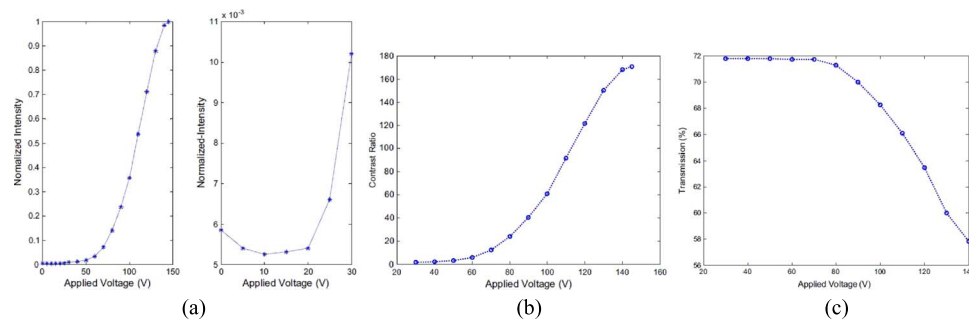 1
0.9
0.8
0.7
0.6
0.5
0.4
0.3
0.2
0.1
0
0 50 100 150
Applied Voltage (V)
Nomalized Intensity
x 10⁻³
11
10
9
8
7
6
5
0 10 20 30
Applied Voltage (V)
Normalized-Intensity
(a)
180
160
140
120
100
80
60
40
20
0
20 40 60 80 100 120 140 160
Applied Voltage (V)
Contrast Ratio
(b)
72
70
68
66
64
62
60
58
56
20 40 60 80 100 120 140
Applied Voltage (V)
Transmission (%)
(c)